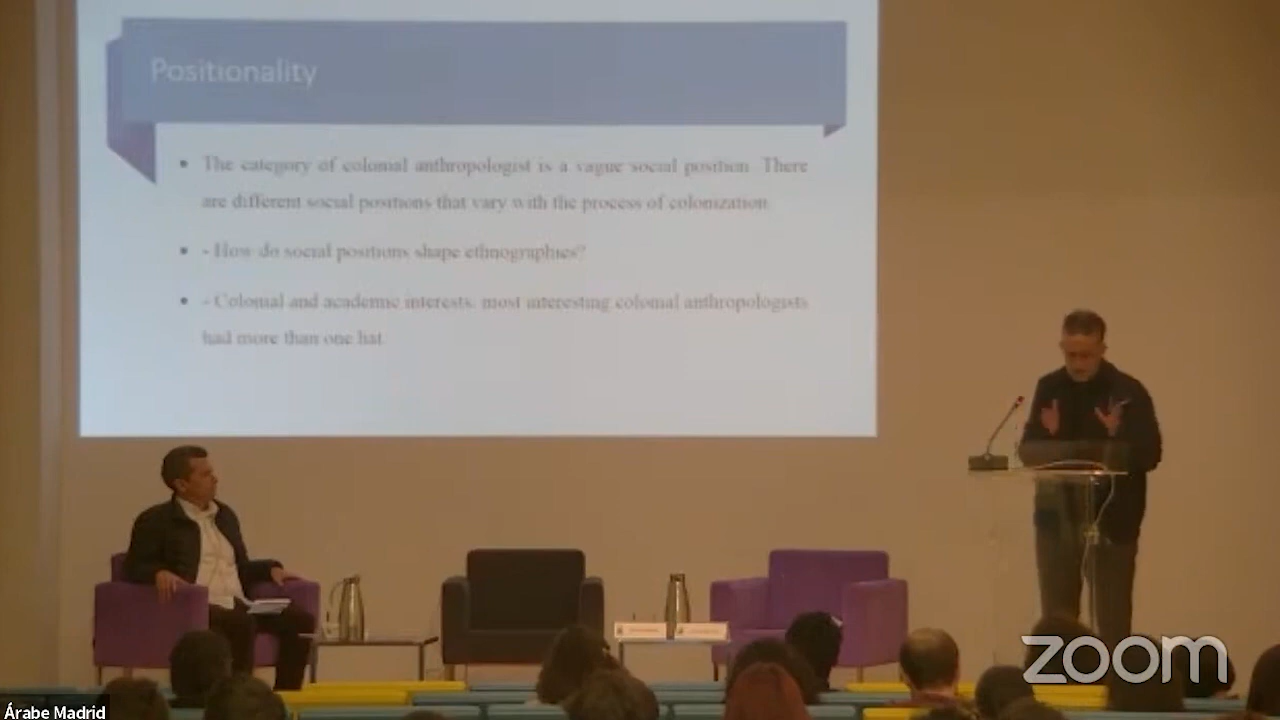 Positionality
• The category of colonial anthropologist is a vague social position. There
are different social positions that vary with the process of colonization.
• - How do social positions shape ethnographies?
• - Colonial and academic interests. most interesting colonial anthropologists
had more than one hat.
zoom
Árabe Madrid